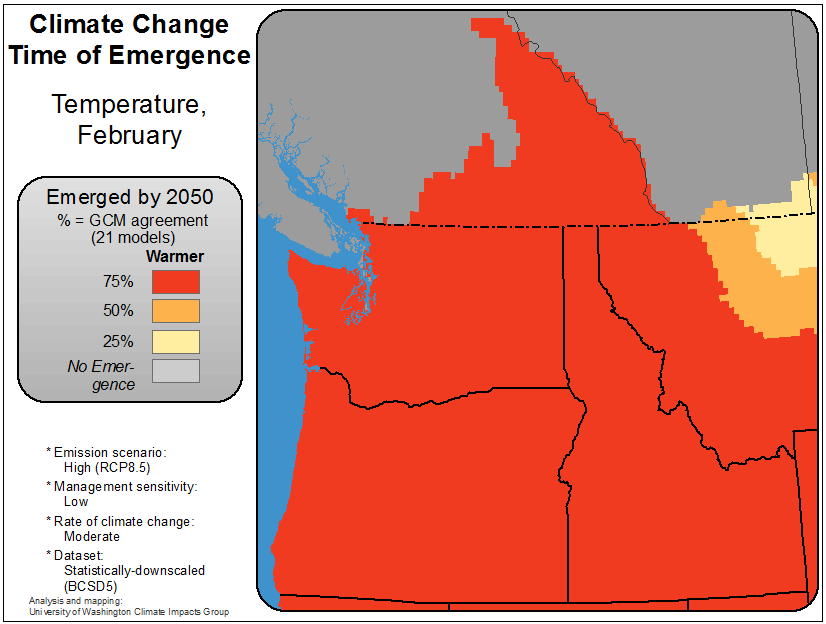 Climate Change
Time of Emergence
Temperature,
February
Emerged by 2050
% = GCM agreement
(21 models)
Warmer
75%
50%
25%
No Emer-
gence
* Emission scenario:
High (RCP8.5)
* Management sensitivity:
Low
* Rate of climate change:
Moderate
* Dataset:
Statistically-downscaled
(BCSD5)
Analysis and mapping:
University of Washington Climate Impacts Group